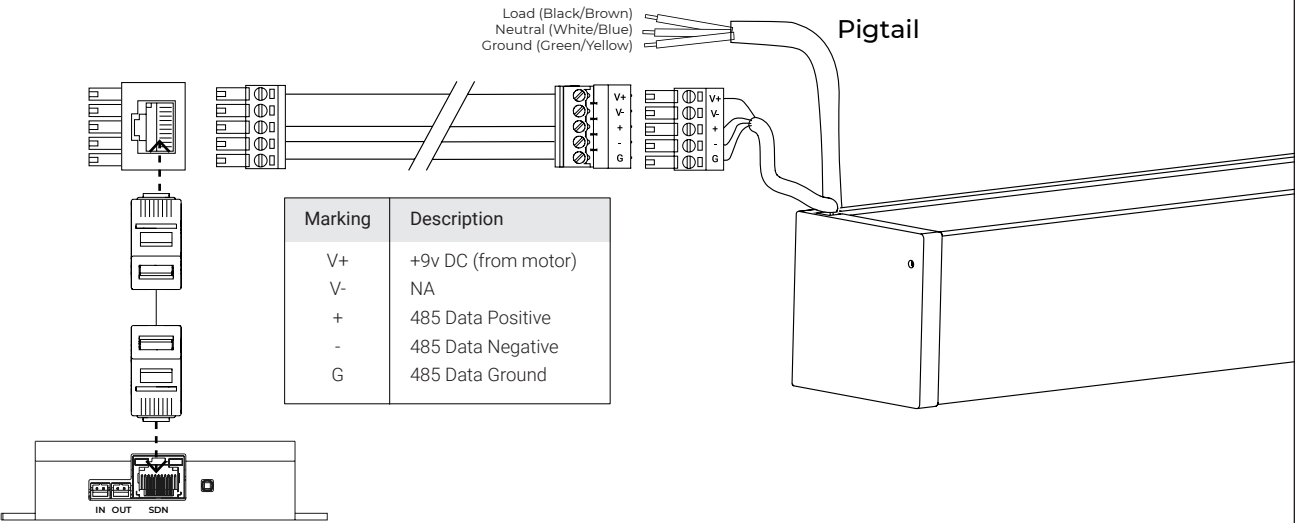 Load (Black/Brown)
Neutral (White/Blue)
Ground (Green/Yellow)
Pigtail
V+
V-
+
-
G
V+
V-
+
-
G
Marking Description
V+ +9v DC (from motor)
V- NA
+ 485 Data Positive
- 485 Data Negative
G 485 Data Ground
IN OUT SDN